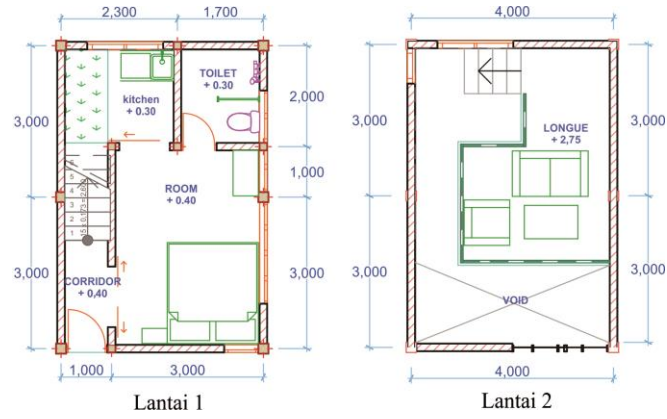 2,300
1,700
4,000
TOILET
+ 0.30
kitchen
+ 0.30
2,000
3,000
3,000
3,000
LONGUE
+ 2,75
1,000
ROOM
+ 0.40
3,000
CORRIDOR
+ 0,40
3,000
3,000
3,000
VOID
1,000
3,000
4,000
Lantai 1
Lantai 2